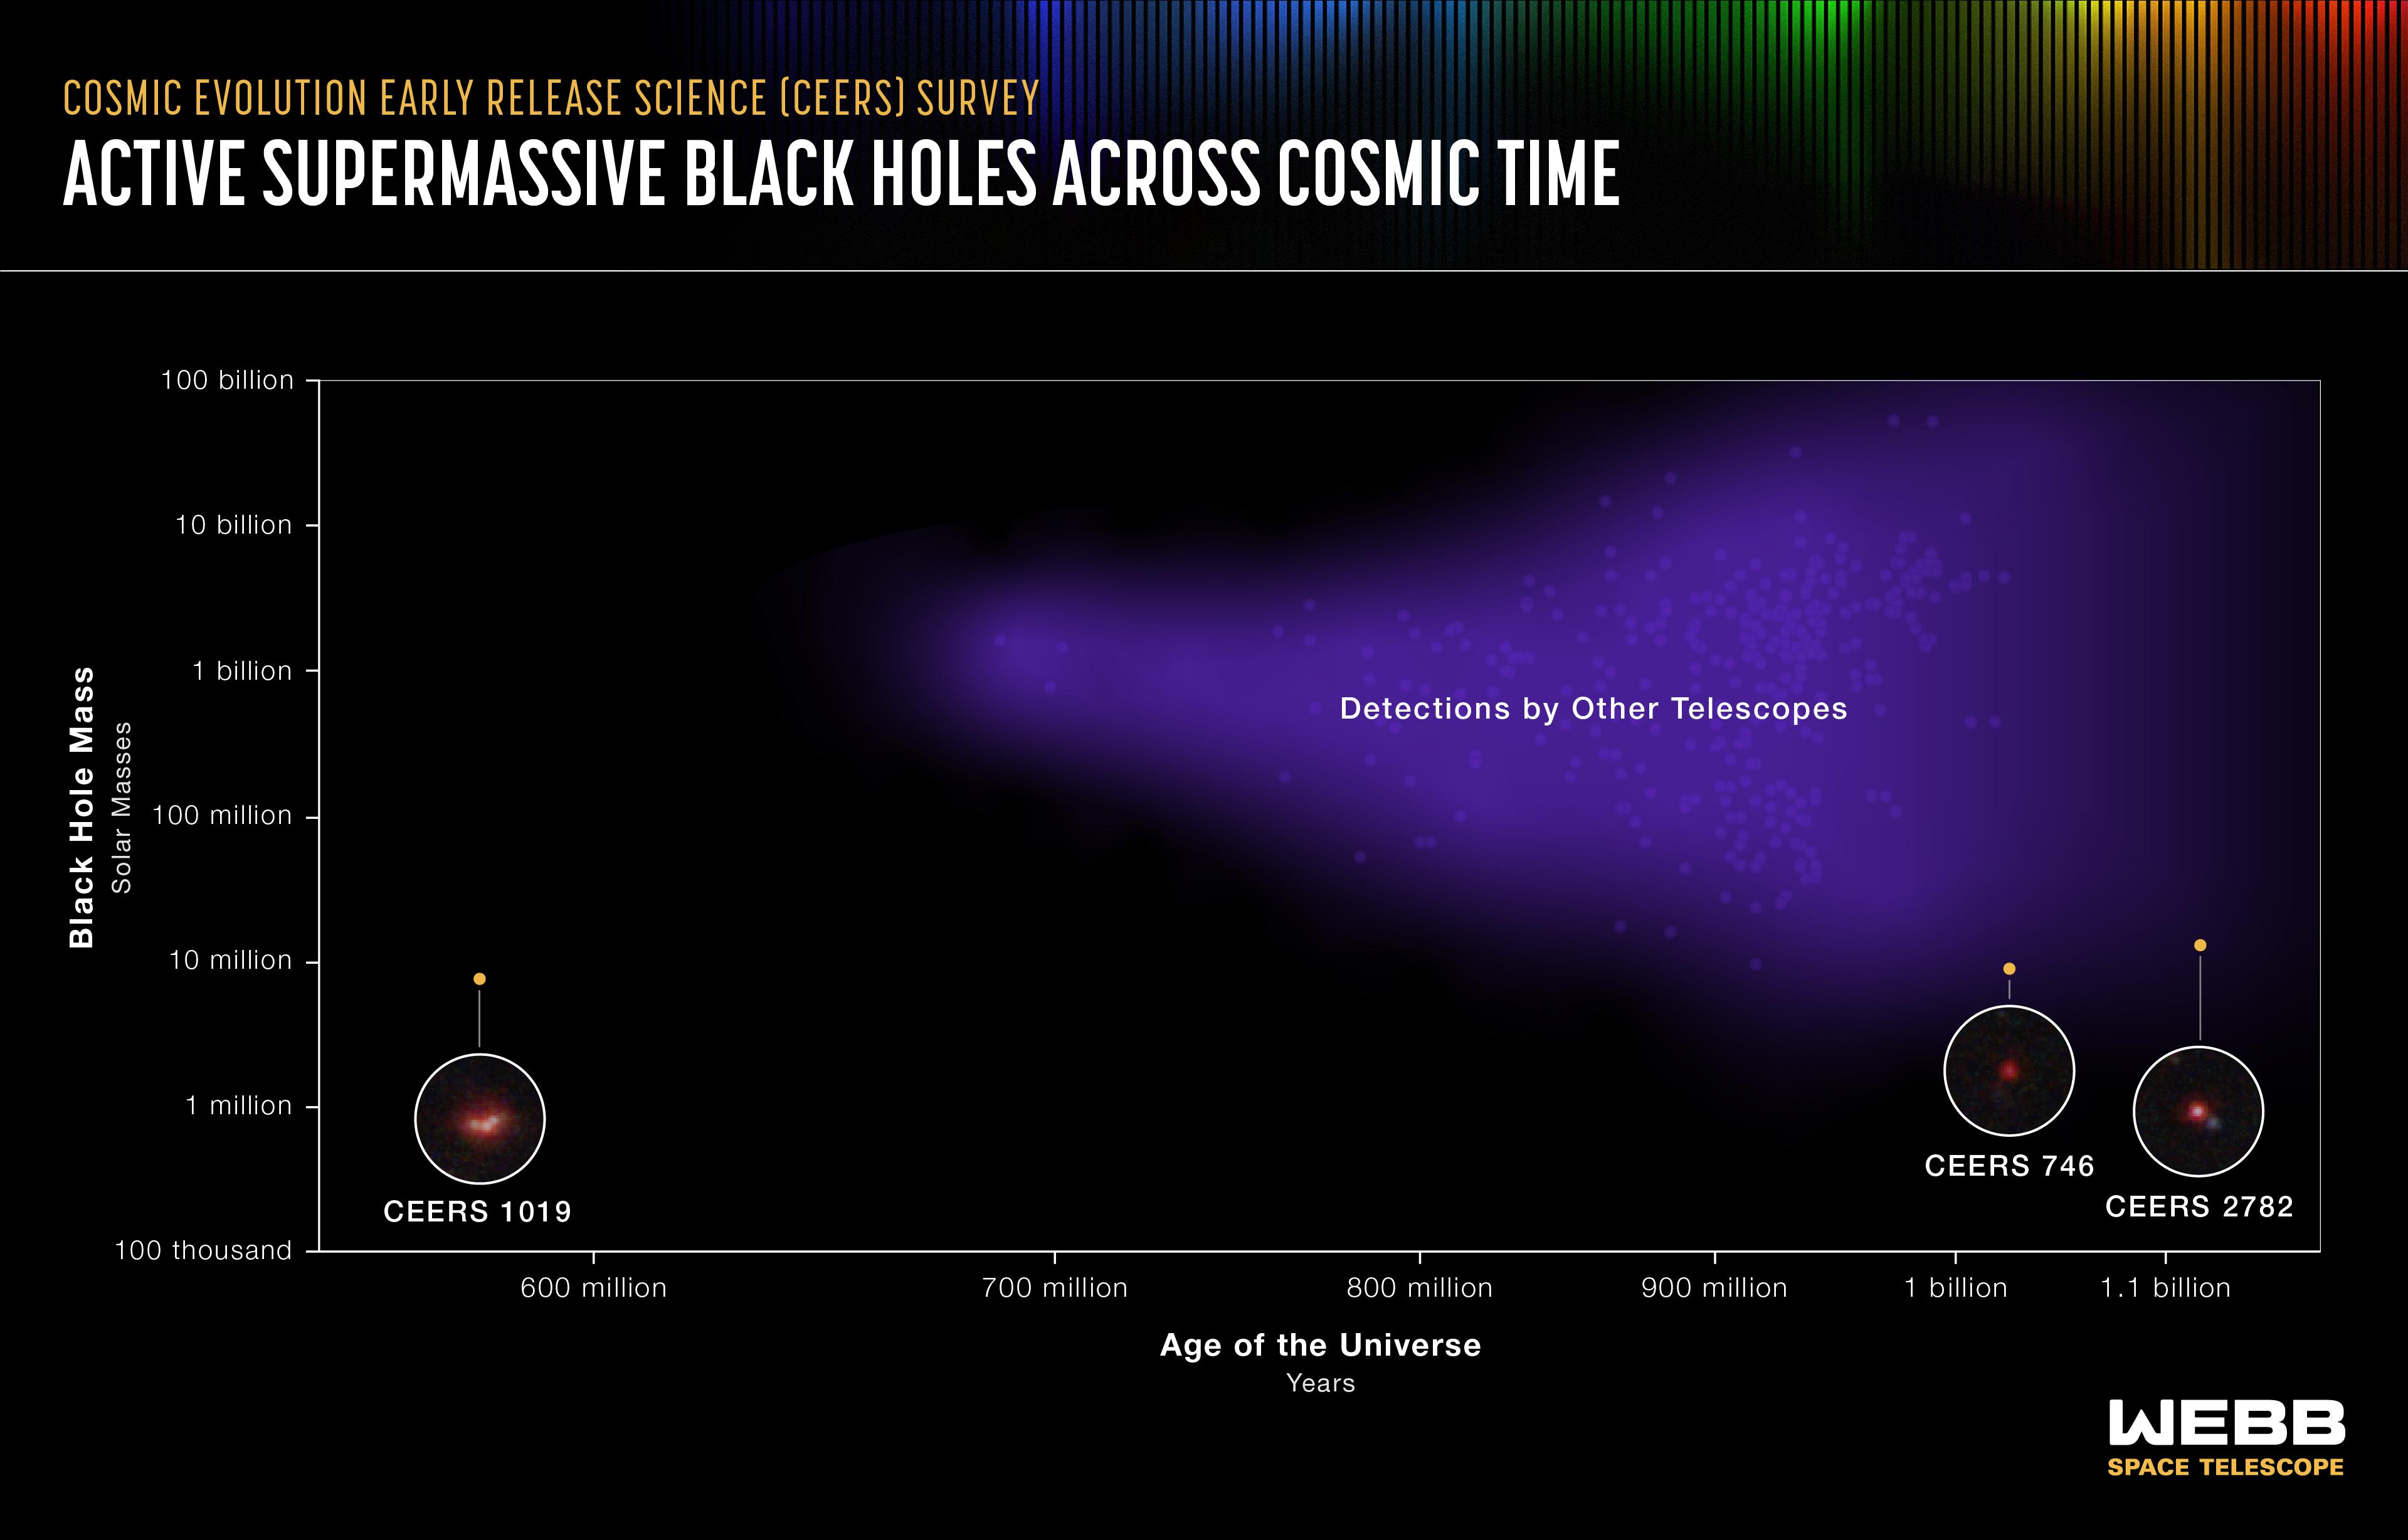 COSMIC EVOLUTION EARLY RELEASE SCIENCE (CEERS) SURVEY
ACTIVE SUPERMASSIVE BLACK HOLES ACROSS COSMIC TIME
Black Hole Mass
Solar Masses
100 billion
10 billion
1 billion
100 million
10 million
1 million
100 thousand
Detections by Other Telescopes
CEERS 1019
CEERS 746
CEERS 2782
600 million
700 million
800 million
900 million
1 billion
1.1 billion
Age of the Universe
Years
WEBB
SPACE TELESCOPE